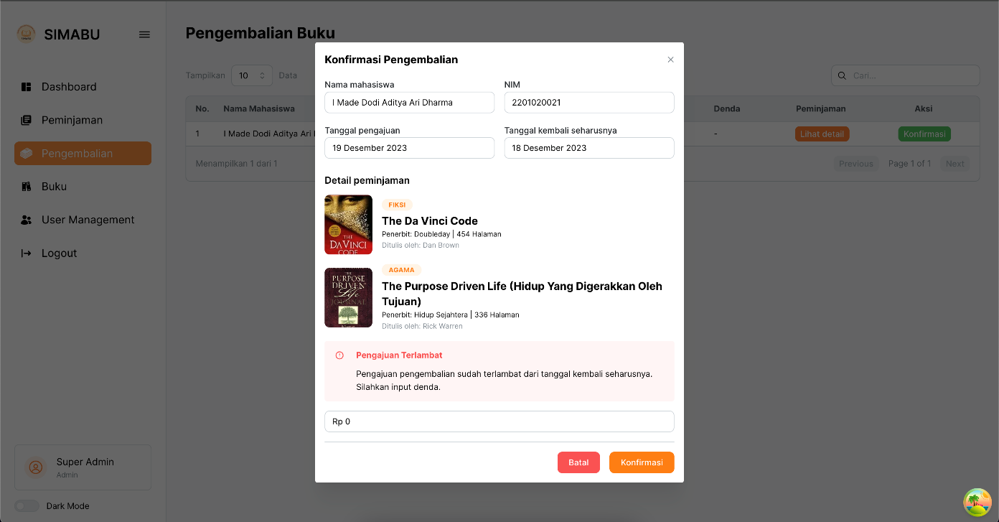 SIMABU
Pengembalian Buku
Dashboard
Peminjaman
Pengembalian
Buku
User Management
Logout
Super Admin
Admin
Dark Mode
Tampilkan 10 Data
Cari...
No. Nama Mahasiswa Denda Peminjaman Aksi
1 I Made Dodi Aditya Ari - Lihat detail Konfirmasi
Menampilkan 1 dari 1 Previous Page 1 of 1 Next
Konfirmasi Pengembalian
Nama mahasiswa NIM
I Made Dodi Aditya Ari Dharma 2201020021
Tanggal pengajuan Tanggal kembali seharusnya
19 Desember 2023 18 Desember 2023
Detail peminjaman
THE
DA VINCI
CODE
FIKSI
The Da Vinci Code
Penerbit: Doubleday | 454 Halaman
Ditulis oleh: Dan Brown
THE
PURPOSE
DRIVEN
Life
JOURNAL
AGAMA
The Purpose Driven Life (Hidup Yang Digerakkan Oleh
Tujuan)
Penerbit: Hidup Sejahtera | 336 Halaman
Ditulis oleh: Rick Warren
Pengajuan Terlambat
Pengajuan pengembalian sudah terlambat dari tanggal kembali seharusnya.
Silahkan input denda.
Rp 0
Batal Konfirmasi